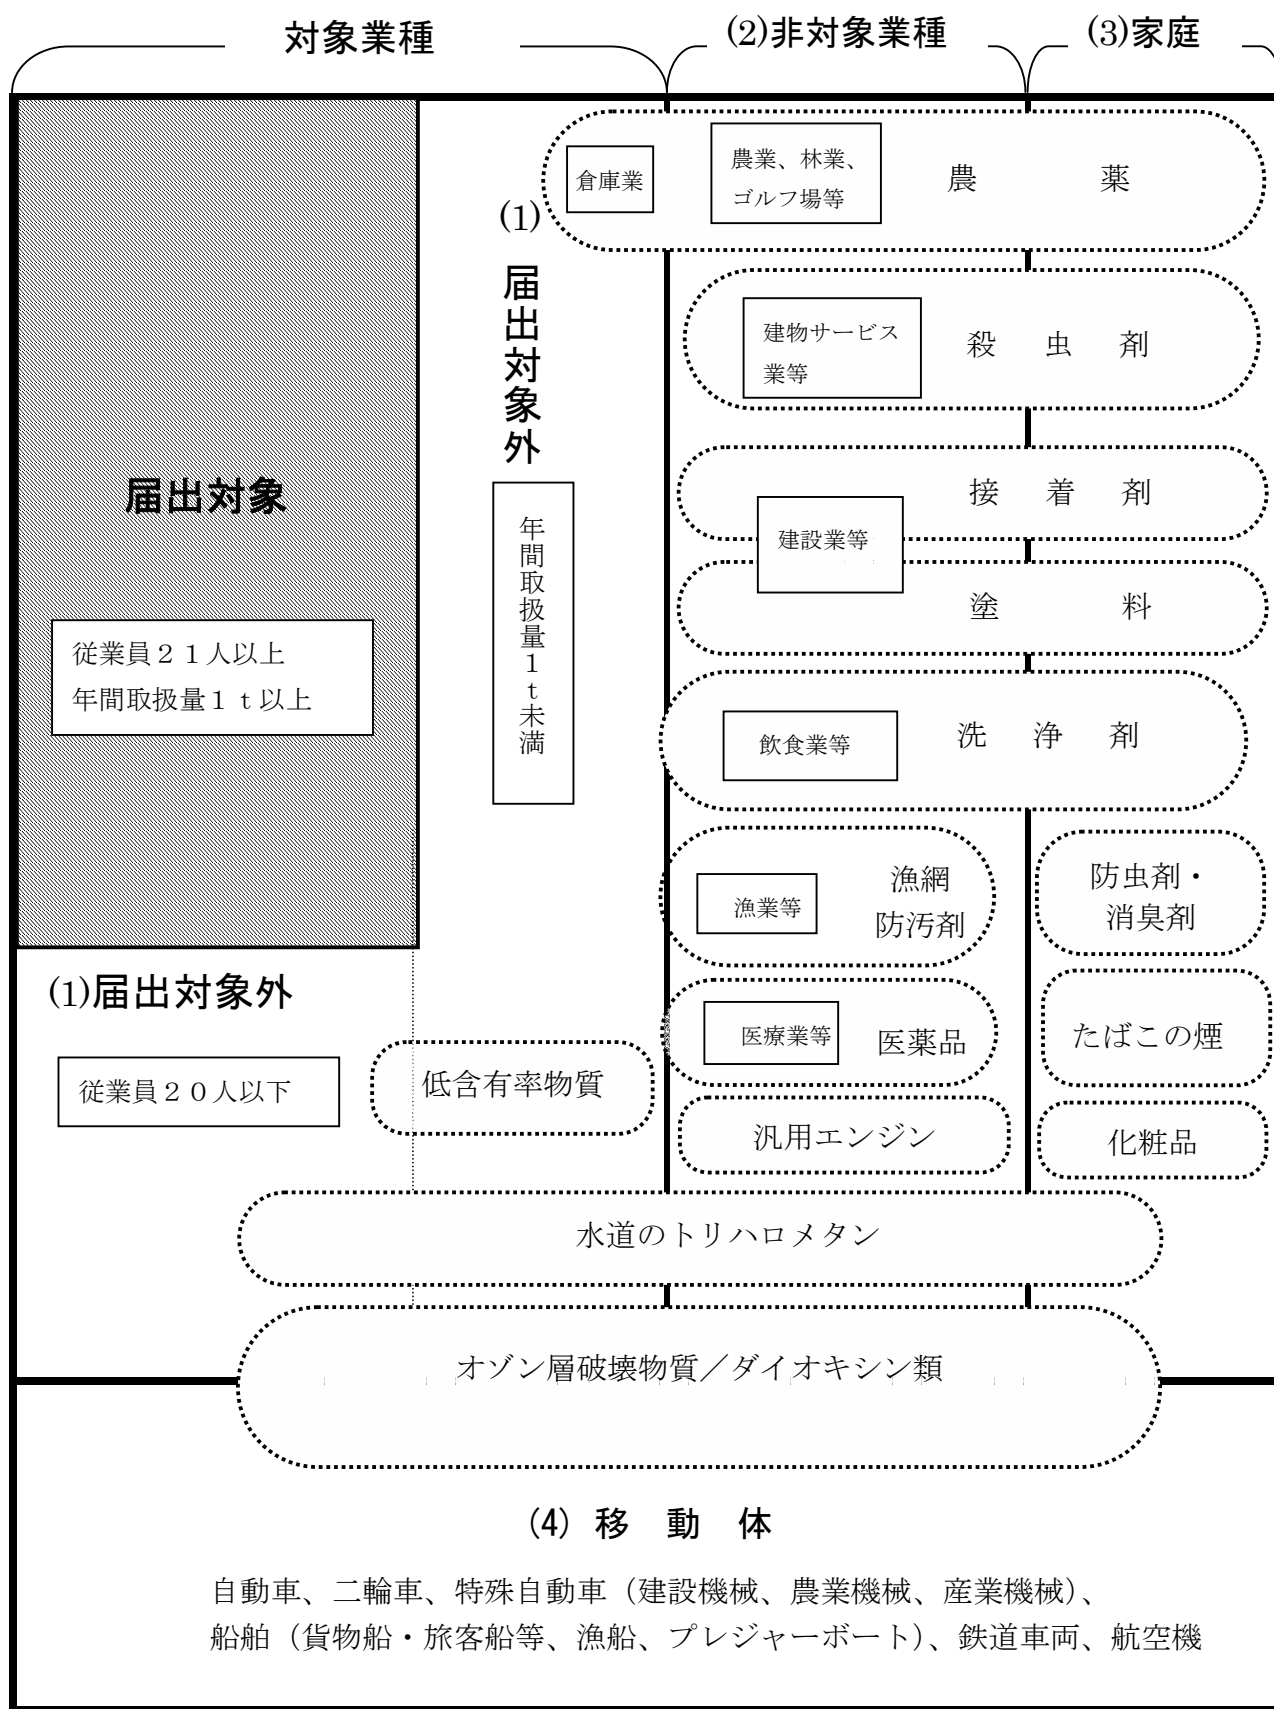 対象業種
(2)非対象業種
(3)家庭
倉庫業
農業、林業、
ゴルフ場等
農薬
(1)
届出対象外
建物サービス
業等
殺虫剤
届出対象
従業員２１人以上
年間取扱量１ｔ以上
年間取扱量１ｔ未満
接着剤
建設業等
塗料
飲食業等
洗浄剤
漁業等
漁網
防汚剤
防虫剤・
消臭剤
(1)届出対象外
従業員２０人以下
低含有率物質
医療業等
医薬品
たばこの煙
汎用エンジン
化粧品
水道のトリハロメタン
オゾン層破壊物質／ダイオキシン類
(4) 移動体
自動車、二輪車、特殊自動車（建設機械、農業機械、産業機械）、
船舶（貨物船・旅客船等、漁船、プレジャーボート）、鉄道車両、航空機